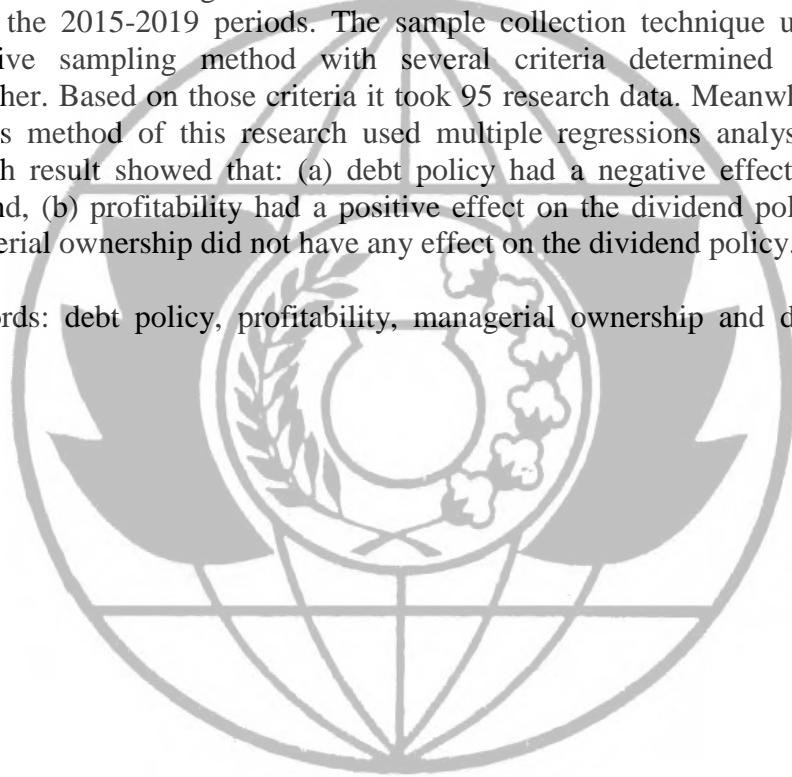 the 2015-2019 periods. The sample collection technique u
ive sampling method with several criteria determined
her. Based on those criteria it took 95 research data. Meanwh
s method of this research used multiple regressions analys
h result showed that: (a) debt policy had a negative effect
nd, (b) profitability had a positive effect on the dividend pol
erial ownership did not have any effect on the dividend policy.
rds: debt policy, profitability, managerial ownership and d